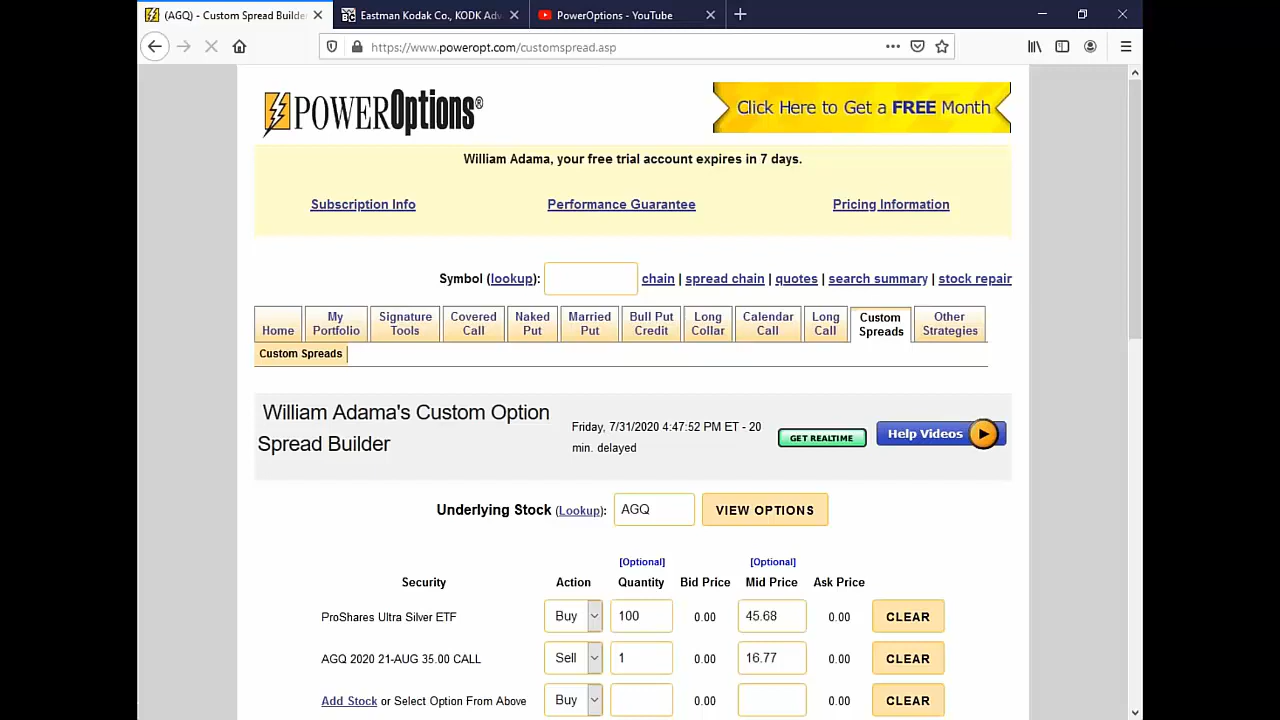 (AGQ) - Custom Spread Builde
Eastman Kodak Co., KODK Adv
PowerOptions - YouTube
https://www.poweropt.com/customspread.asp
POWEROptions®
Click Here to Get a FREE Month
William Adama, your free trial account expires in 7 days.
Subscription Info
Performance Guarantee
Pricing Information
Symbol (lookup): chain | spread chain | quotes | search summary | stock repair
Home
My Portfolio
Signature Tools
Covered Call
Naked Put
Married Put
Bull Put Credit
Long Collar
Calendar Call
Long Call
Custom Spreads
Other Strategies
Custom Spreads
William Adama's Custom Option
Spread Builder
Friday, 7/31/2020 4:47:52 PM ET - 20
min. delayed
GET REALTIME
Help Videos
Underlying Stock (Lookup): AGQ VIEW OPTIONS
[Optional] [Optional]
Security Action Quantity Bid Price Mid Price Ask Price
ProShares Ultra Silver ETF Buy 100 0.00 45.68 0.00 CLEAR
AGQ 2020 21-AUG 35.00 CALL Sell 1 0.00 16.77 0.00 CLEAR
Add Stock or Select Option From Above Buy 0.00 0.00 CLEAR